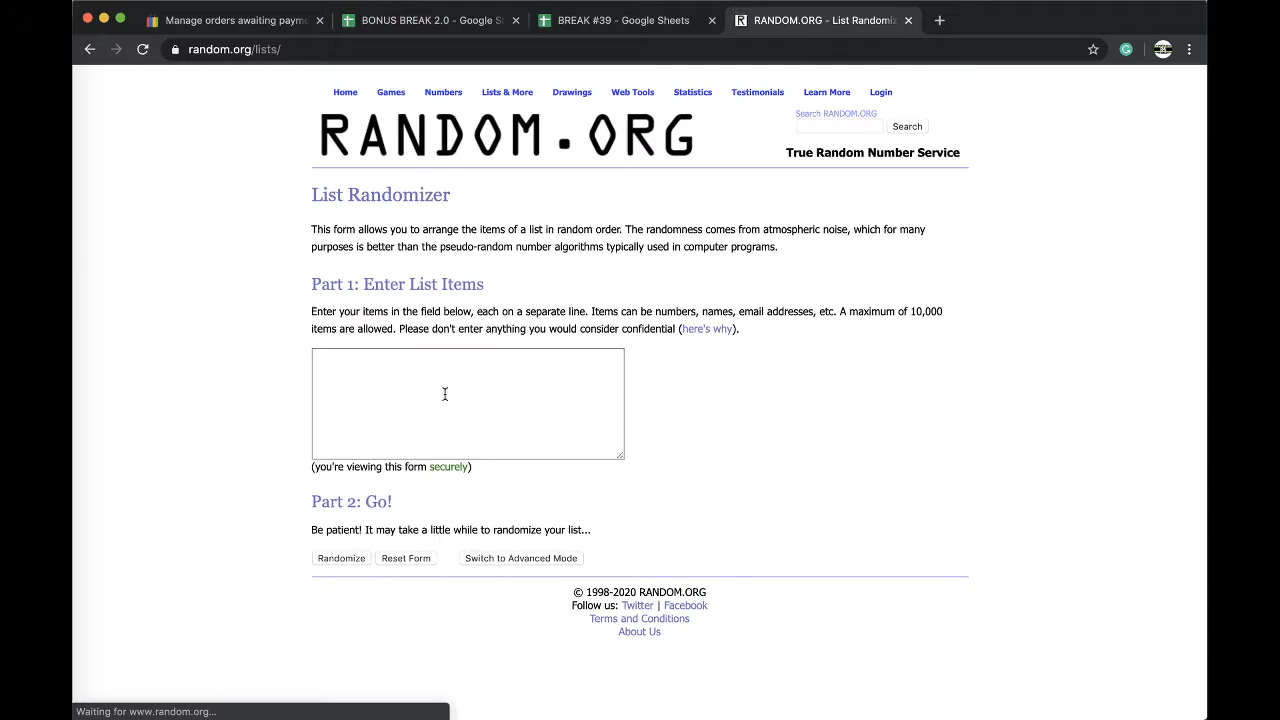 Manage orders awaiting payme
BONUS BREAK 2.0 - Google S
BREAK #39 - Google Sheets
RANDOM.ORG - List Randomiz
random.org/lists/
Home Games Numbers Lists & More Drawings Web Tools Statistics Testimonials Learn More Login
Search RANDOM.ORG
Search
RANDOM.ORG
True Random Number Service
List Randomizer
This form allows you to arrange the items of a list in random order. The randomness comes from atmospheric noise, which for many
purposes is better than the pseudo-random number algorithms typically used in computer programs.
Part 1: Enter List Items
Enter your items in the field below, each on a separate line. Items can be numbers, names, email addresses, etc. A maximum of 10,000
items are allowed. Please don't enter anything you would consider confidential (here's why).
(you're viewing this form securely)
Part 2: Go!
Be patient! It may take a little while to randomize your list...
Randomize Reset Form Switch to Advanced Mode
© 1998-2020 RANDOM.ORG
Follow us: Twitter | Facebook
Terms and Conditions
About Us
Waiting for www.random.org...